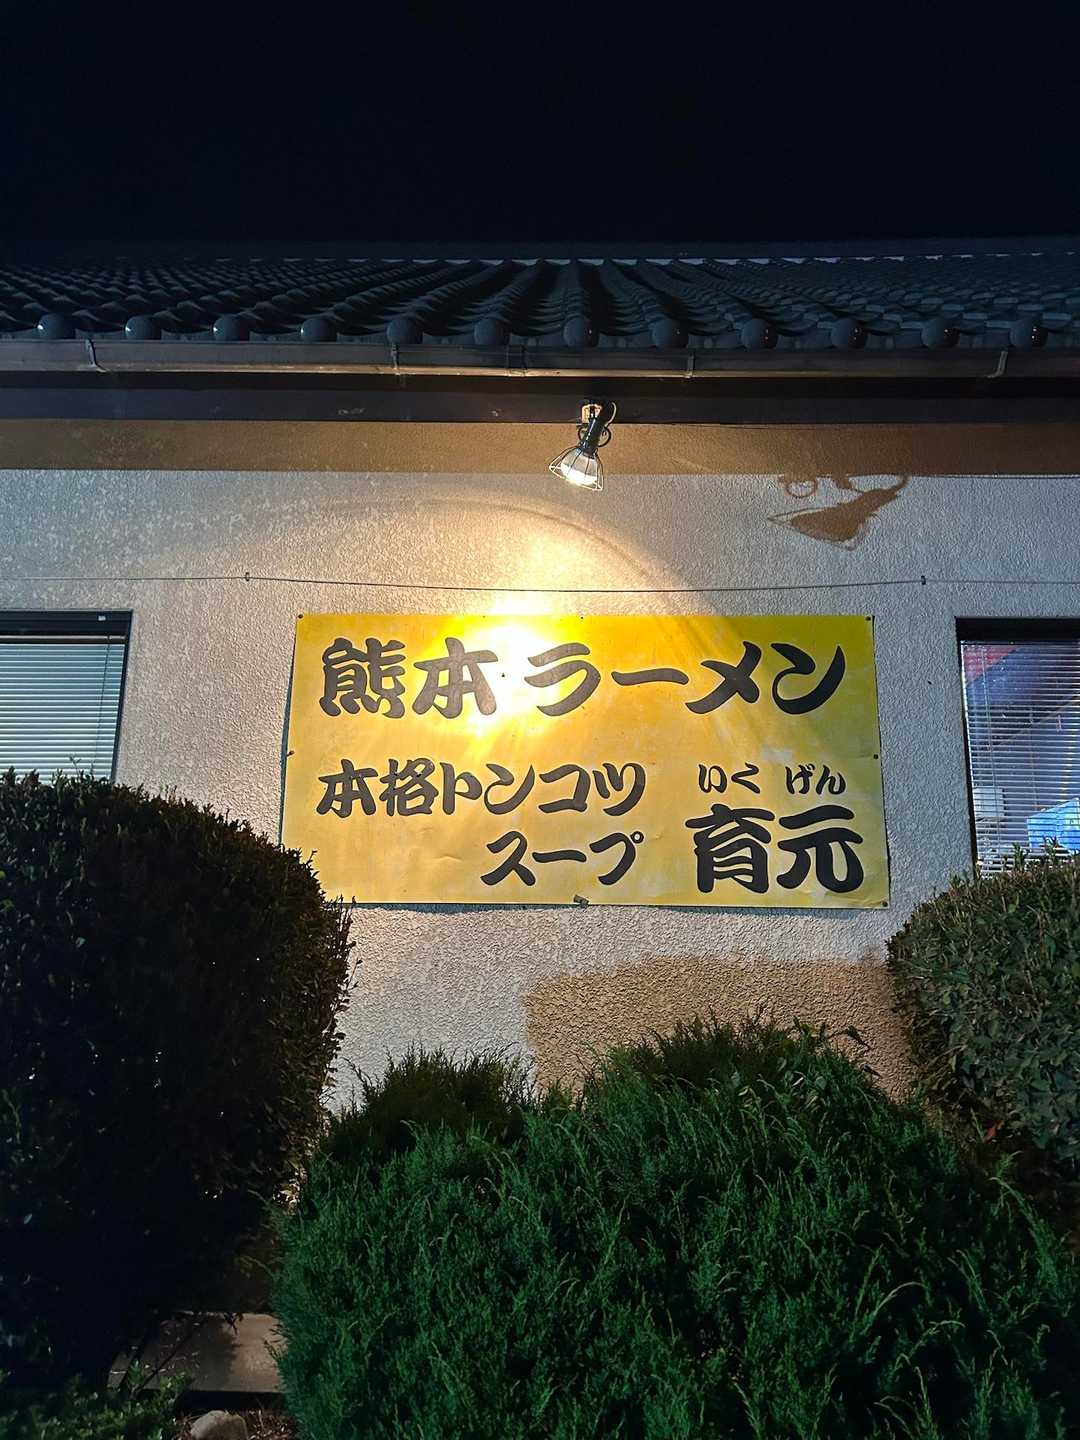 熊本ラーメン
本格トンコツ
スープ
いくげん
育元